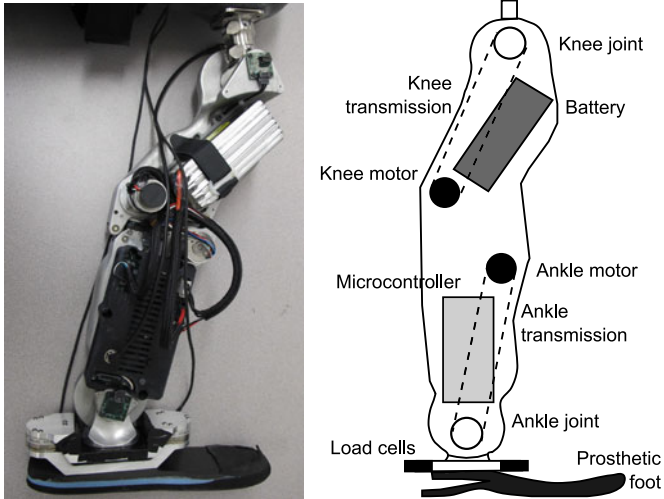 Knee joint
Knee
transmission
Battery
Knee motor
Ankle motor
Microcontroller
Ankle
transmission
Ankle joint
Load cells
Prosthetic
foot